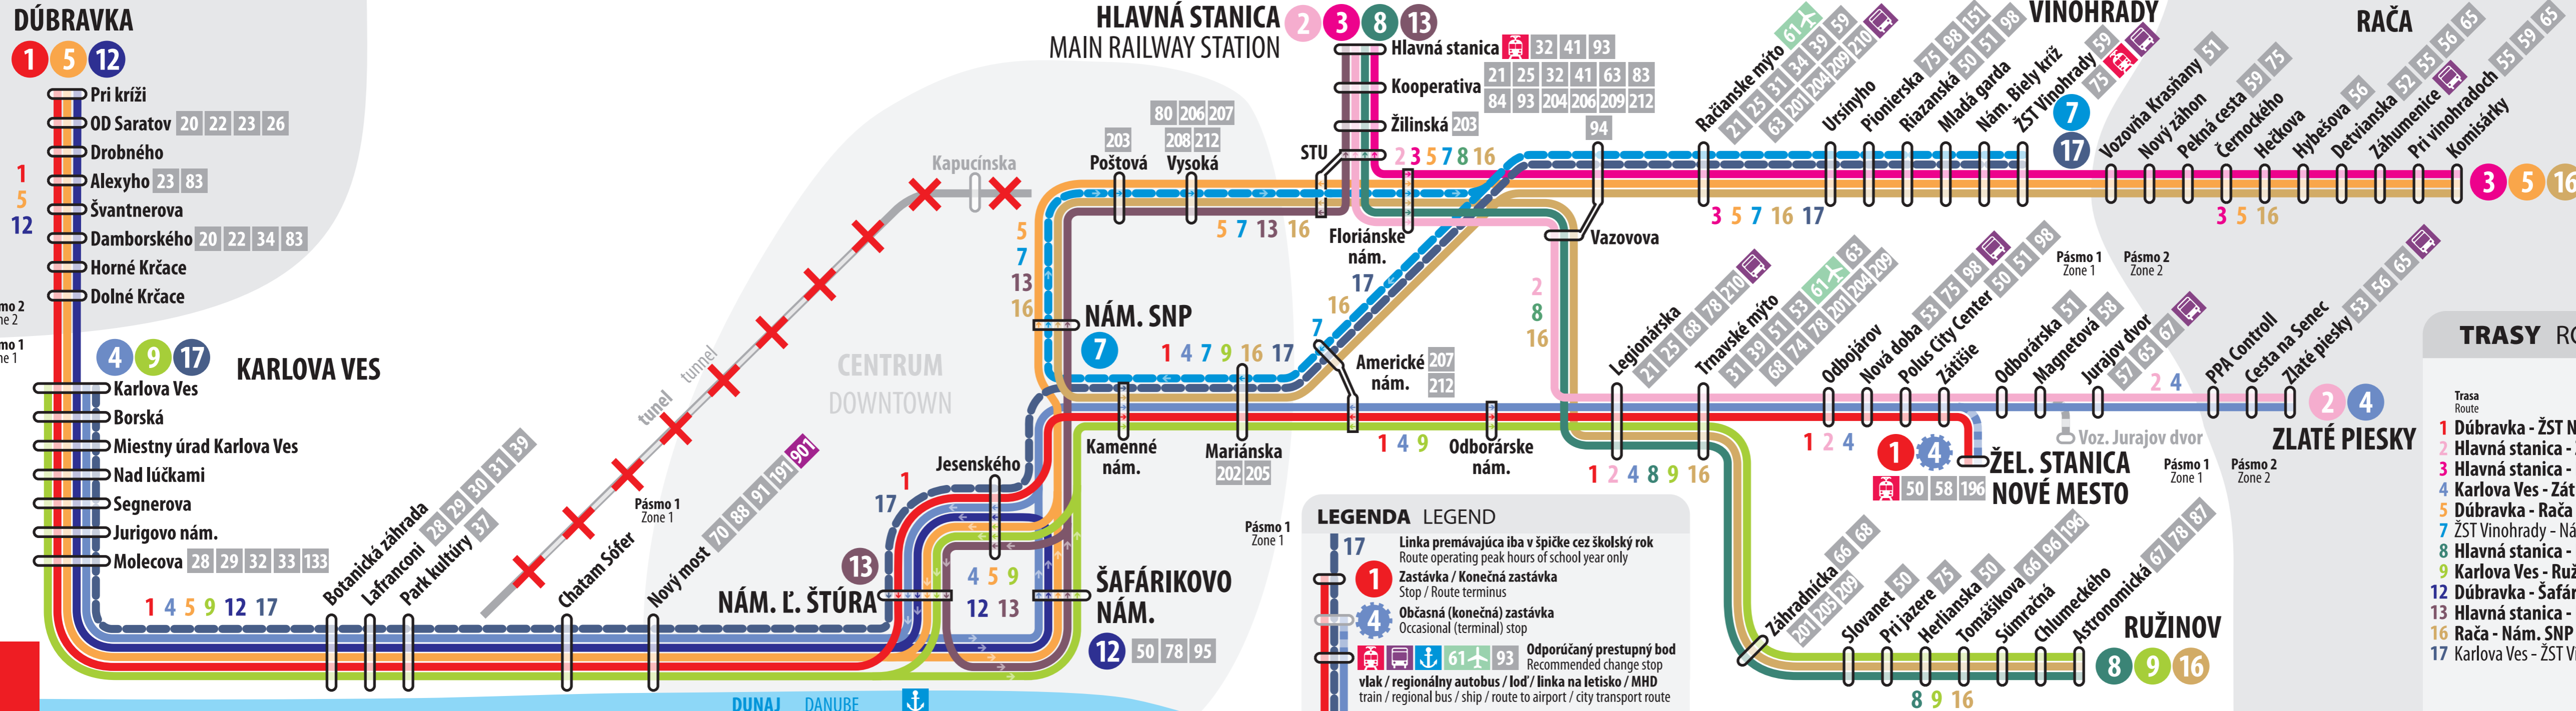 DÚBRAVKA
1 5 12
Pri kríži
OD Saratov 20 22 23 26
Drobného
Alexyho 23 83
Švantnerova
Damborského 20 22 34 83
Horné Krčace
Dolné Krčace
1
5
12
smo 2
ne 2
smo 1
ne 1
4 9 17
KARLOVA VES
Karlova Ves
Borská
Miestny úrad Karlova Ves
Nad lúčkami
Segnerova
Jurigovo nám.
Molecova 28 29 32 33 133
1 4 5 9 12 17
Botanická záhrada
Lafranconi 28 29 30 31 39
Park kultúry 37
Chatam Sófer
Nový most 70 88 91 191 901
Pásmo 1
Zone 1
tunel tunnel
Kapucínska
CENTRUM
DOWNTOWN
DUNAJ DANUBE
13
NÁM. Ľ. ŠTÚRA
17 1
Jesenského
4 5 9
12 13
ŠAFÁRIKOVO
NÁM.
12 50 78 95
Pásmo 1
Zone 1
5
7
13
16
NÁM. SNP
7
1 4 7 9 16 17
Kamenné
nám.
Mariánska
202 205
203
Poštová
80 206 207
208 212
Vysoká
5 7 13 16
HLAVNÁ STANICA 2 3 8 13
MAIN RAILWAY STATION
Hlavná stanica 32 41 93
Kooperativa
21 25 32 41 63 83
84 93 204 206 209 212
Žilinská 203
STU
2 3 5 7 8 16
Floriánske
nám.
17
16
7
Americké
nám.
207
212
1 4 9
Odborárske
nám.
94
Vazovova
2
8
16
Račianske mýto 61
21 25 31 34 39 59
63 201 204 209 210
Ursínyho
Pionierska 75 98 151
Riazanská 50 51 98
Mladá garda
Nám. Biely kríž
ŽST Vinohrady 59
75
VINOHRADY
7
17
3 5 7 16 17
RAČA
Vozovňa Krasňany 51
Nový záhon
Pekná cesta 59 75
Černockého
Hečkova
Hybešova 56
Detvianska 52 55 56 65
Záhumenice
Pri vinohradoch 55 59 65
Komisárky
3 5 16
3 5 16
Pásmo 1
Zone 1
Pásmo 2
Zone 2
Legionárska
21 25 68 78 210
Trnavské mýto
31 39 51 53 61 63
68 74 78 201 204 209
1 2 4 8 9 16
Odbojárov
Nová doba 53 75 98
Polus City Center 50 51 98
Zátišie
1 2 4
1 4
ŽEL. STANICA
NOVÉ MESTO
50 58 196
Odborárska 51
Magnetová 58
Jurajov dvor
57 65 67
Voz. Jurajov dvor
2 4
PPA Controll
Cesta na Senec
Zlaté piesky 53 56 65
2 4
ZLATÉ PIESKY
Pásmo 1
Zone 1
Pásmo 2
Zone 2
Záhradnícka 66 68
201 205 209
Slovanet 50
Pri jazere 75
Herlianska 50
Tomášikova 66 96 196
Súmračná
Chlumeckého
Astronomická 67 78 87
RUŽINOV
8 9 16
8 9 16
LEGENDA LEGEND
17 Linka premávajúca iba v špičke cez školský rok
Route operating peak hours of school year only
1 Zastávka / Konečná zastávka
Stop / Route terminus
4 Občasná (konečná) zastávka
Occasional (terminal) stop
61 93 Odporúčaný prestupný bod
Recommended change stop
vlak / regionálny autobus / loď / linka na letisko / MHD
train / regional bus / ship / route to airport / city transport route
TRASY RO
Trasa
Route
1 Dúbravka - ŽST N
2 Hlavná stanica -
3 Hlavná stanica -
4 Karlova Ves - Zát
5 Dúbravka - Rača
7 ŽST Vinohrady - Ná
8 Hlavná stanica -
9 Karlova Ves - Ruž
12 Dúbravka - Šafár
13 Hlavná stanica -
16 Rača - Nám. SNP
17 Karlova Ves - ŽST V